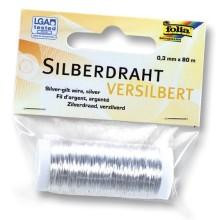 LGA
tested
folia
0,3 mm x 80 m
SILBERDRAHT
VERSILBERT
Silver-gilt wire, silver
Fil d'argent, argenté
Zilverdraad, verzilverd